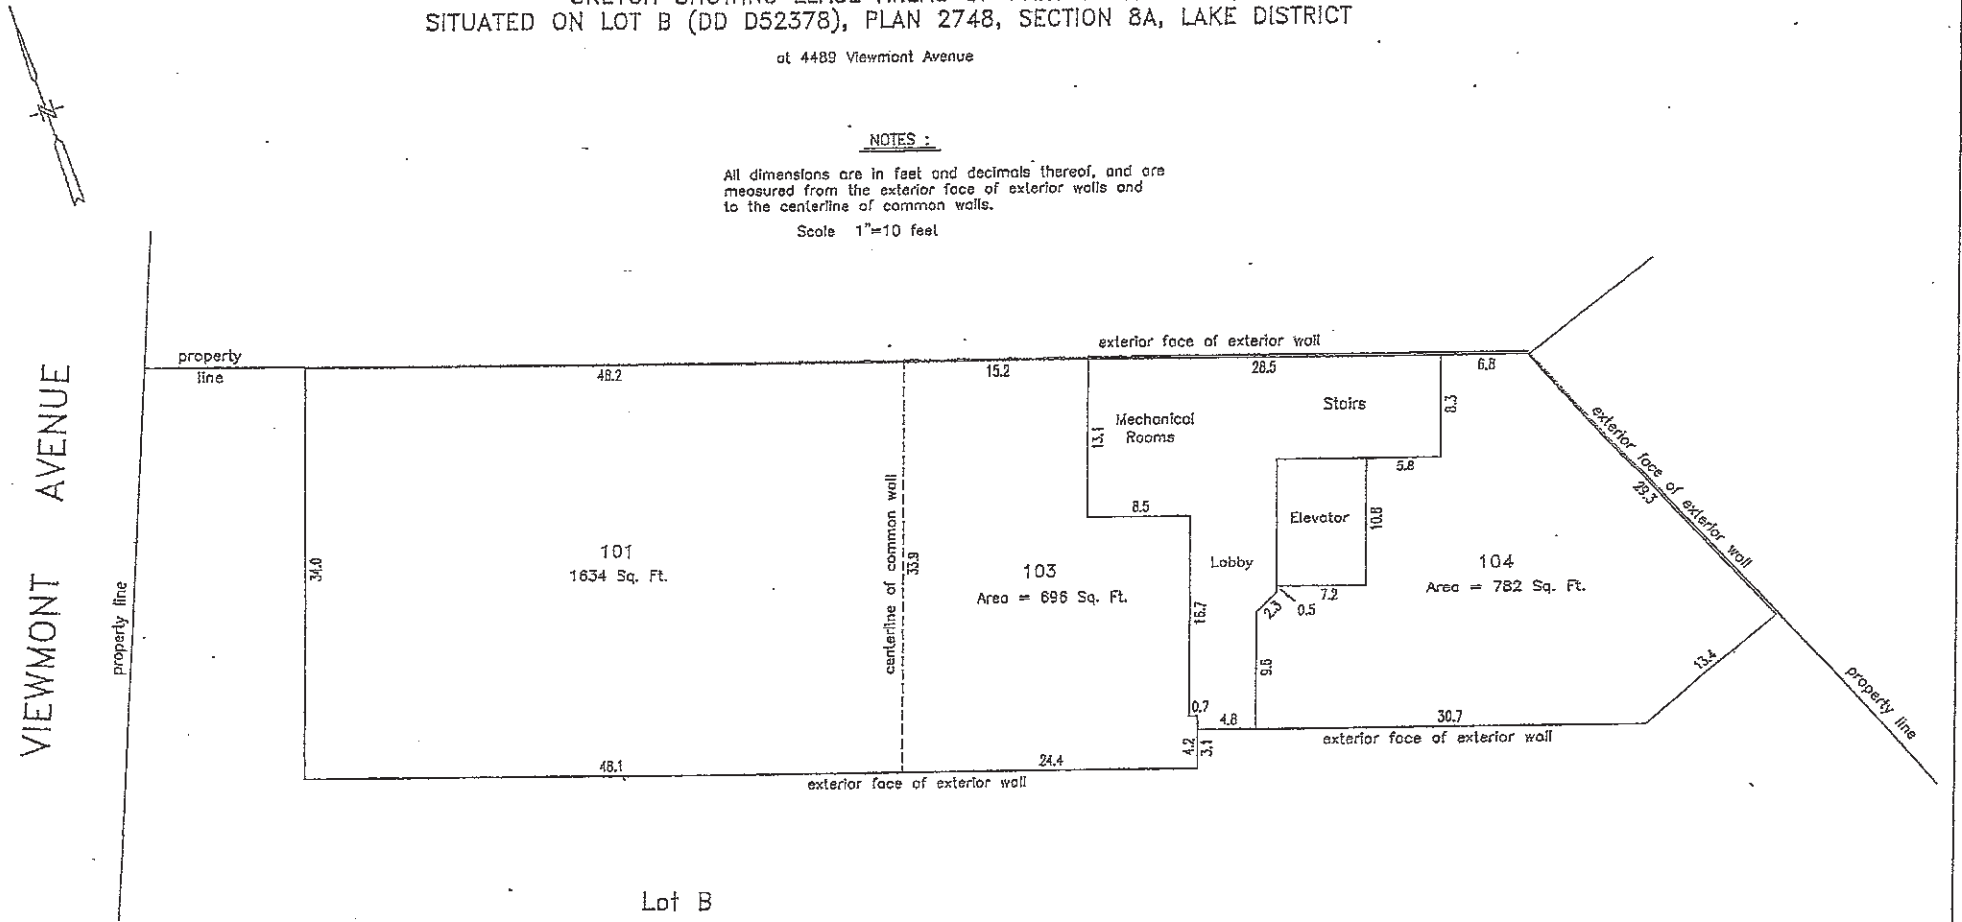 SITUATED ON LOT B (DD D52378), PLAN 2748, SECTION 8A, LAKE DISTRICT
at 4489 Viewmont Avenue
NOTES :
All dimensions are in feet and decimals thereof, and are
measured from the exterior face of exterior walls and
to the centerline of common walls.
Scale 1"=10 feet
exterior face of exterior wall
property
line
48.2
15.2
28.5
6.8
VIEWMONT AVENUE
property line
34.0
101
1634 Sq. Ft.
centerline of common wall
33.9
103
Area = 696 Sq. Ft.
13.1
Mechanical
Rooms
8.5
Stairs
8.3
5.8
Elevator
10.8
Lobby
7.2
0.5
2.3
16.7
9.6
104
Area = 782 Sq. Ft.
exterior face of exterior wall
29.3
13.4
property line
0.7
4.8
4.2
3.1
30.7
exterior face of exterior wall
48.1
24.4
exterior face of exterior wall
Lot B